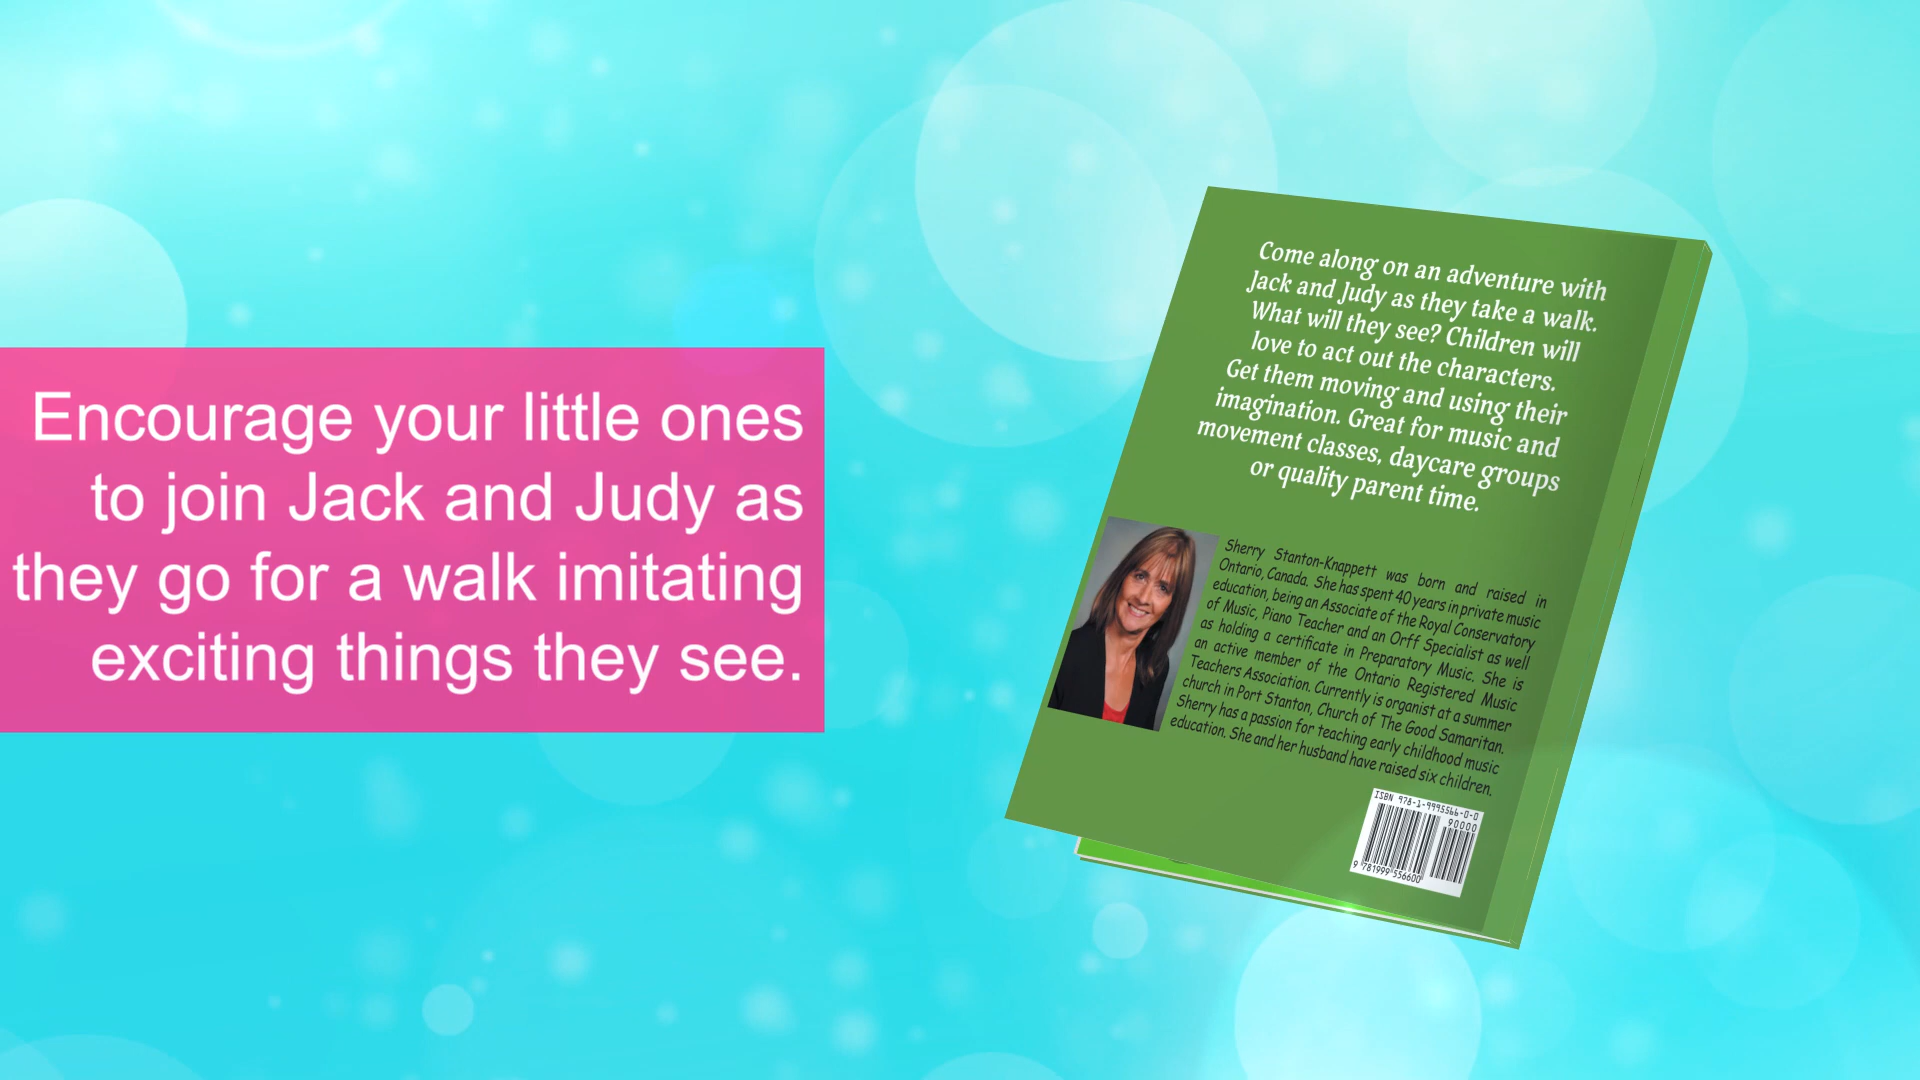 Encourage your little ones
to join Jack and Judy as
they go for a walk imitating
exciting things they see.
Come along on an adventure with
Jack and Judy as they take a walk.
What will they see? Children will
love to act out the characters.
Get them moving and using their
imagination. Great for music and
movement classes, daycare groups
or quality parent time.
Sherry Stanton-Knappett was born and raised in
Ontario, Canada. She has spent 40 years in private music
education, being an Associate of the Royal Conservatory
of Music, Piano Teacher and an Orff Specialist as well
as holding a certificate in Preparatory Music. She is
an active member of the Ontario Registered Music
Teachers Association. Currently is organist at a summer
church in Port Stanton, Church of The Good Samaritan.
Sherry has a passion for teaching early childhood music
education. She and her husband have raised six children.
ISBN 978-1-9995566-0-0
90000
9 781999 556600